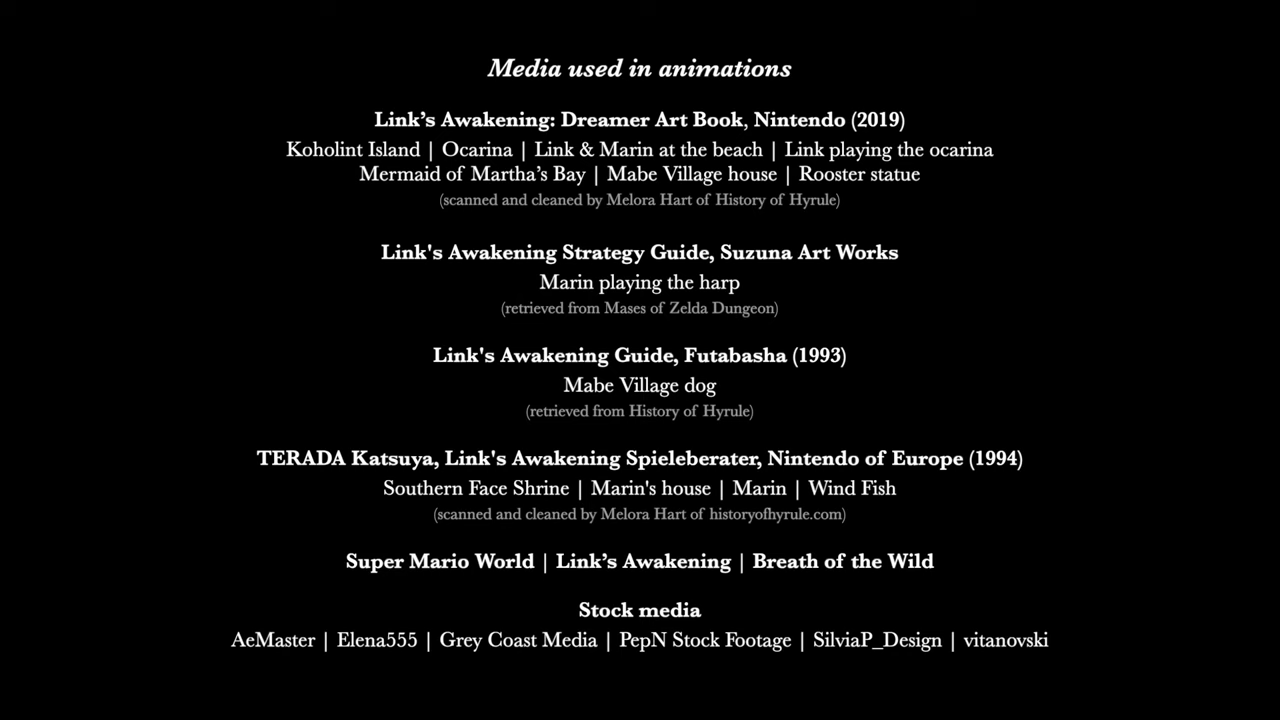 Media used in animations
Link’s Awakening: Dreamer Art Book, Nintendo (2019)
Koholint Island | Ocarina | Link & Marin at the beach | Link playing the ocarina
Mermaid of Martha’s Bay | Mabe Village house | Rooster statue
(scanned and cleaned by Melora Hart of History of Hyrule)
Link's Awakening Strategy Guide, Suzuna Art Works
Marin playing the harp
(retrieved from Mases of Zelda Dungeon)
Link's Awakening Guide, Futabasha (1993)
Mabe Village dog
(retrieved from History of Hyrule)
TERADA Katsuya, Link's Awakening Spieleberater, Nintendo of Europe (1994)
Southern Face Shrine | Marin's house | Marin | Wind Fish
(scanned and cleaned by Melora Hart of historyofhyrule.com)
Super Mario World | Link’s Awakening | Breath of the Wild
Stock media
AeMaster | Elena555 | Grey Coast Media | PepN Stock Footage | SilviaP_Design | vitanovski